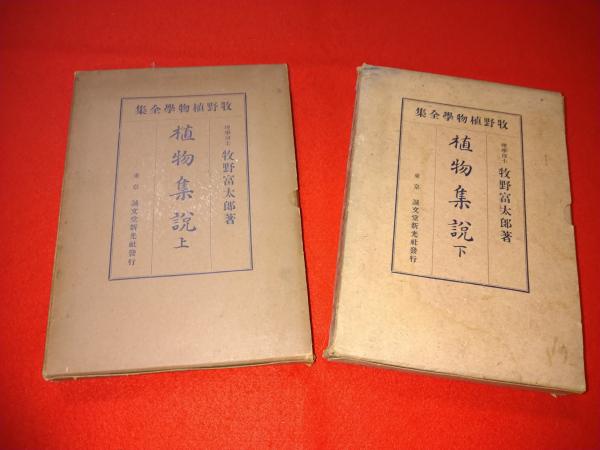 集全學物植野牧
理學博士 牧野富太郎著
植物集說 上
東京 誠文堂新光社發行
集全學物植野牧
理學博士 牧野富太郎著
植物集說 下
東京 誠文堂新光社發行